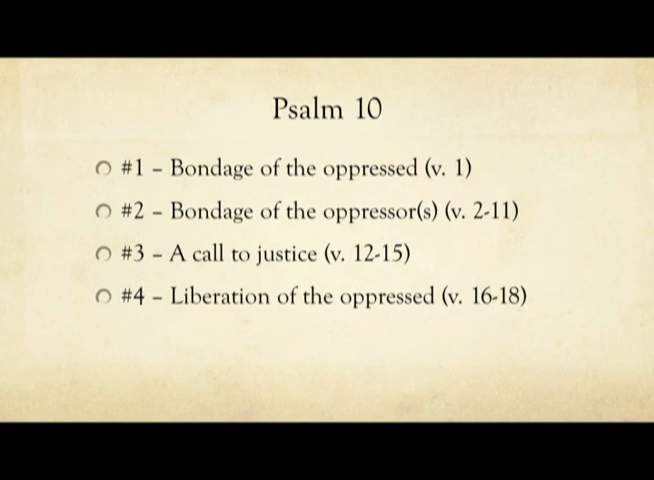 Psalm 10
#1 – Bondage of the oppressed (v. 1)
#2 – Bondage of the oppressor(s) (v. 2-11)
#3 – A call to justice (v. 12-15)
#4 – Liberation of the oppressed (v. 16-18)